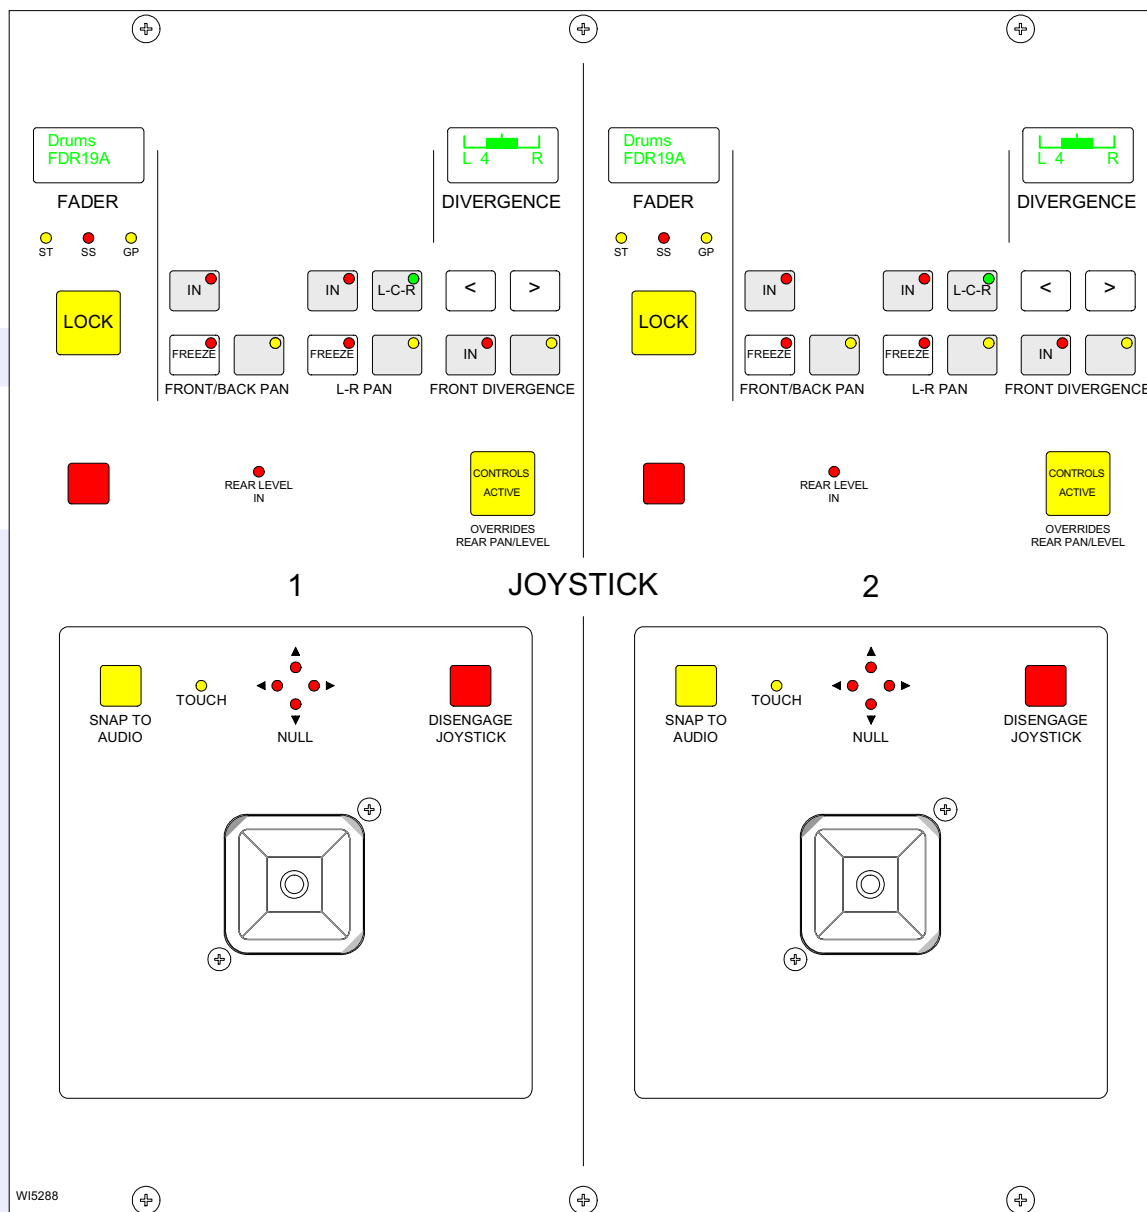 Drums
FDR19A
L 4 R
FADER
DIVERGENCE
ST SS GP
IN
IN
L-C-R
<
>
LOCK
FREEZE
FREEZE
IN
FRONT/BACK PAN
L-R PAN
FRONT DIVERGENCE
REAR LEVEL
IN
CONTROLS
ACTIVE
OVERRIDES
REAR PAN/LEVEL
Drums
FDR19A
L 4 R
FADER
DIVERGENCE
ST SS GP
IN
IN
L-C-R
<
>
LOCK
FREEZE
FREEZE
IN
FRONT/BACK PAN
L-R PAN
FRONT DIVERGENCE
REAR LEVEL
IN
CONTROLS
ACTIVE
OVERRIDES
REAR PAN/LEVEL
1 JOYSTICK 2
TOUCH
SNAP TO
AUDIO
NULL
DISENGAGE
JOYSTICK
TOUCH
SNAP TO
AUDIO
NULL
DISENGAGE
JOYSTICK
WI5288